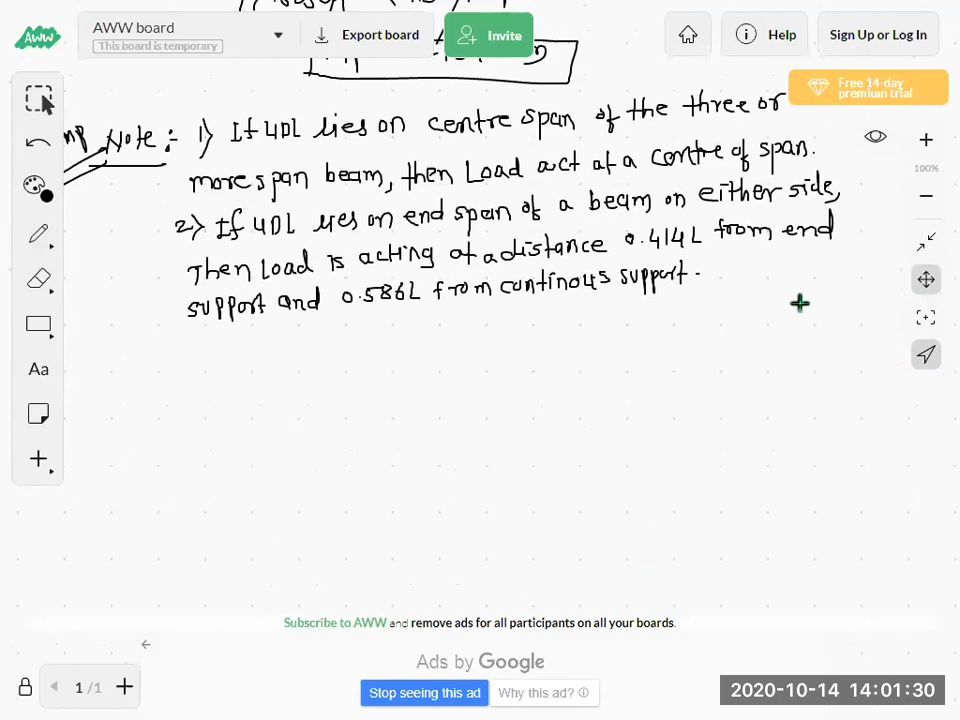 AWW board
This board is temporary
Export board
Invite
Help
Sign Up or Log In
Free 14-day
premium trial
AWW
Note :- 1) If UDL lies on centre span of the three or
more span beam, then Load act at a centre of span.
2) If UDL lies on end span of a beam on either side,
Then Load is acting at a distance 0.414L from end
support and 0.586L from continous support.
100%
Aa
Subscribe to AWW and remove ads for all participants on all your boards.
Ads by Google
1 /1
Stop seeing this ad
Why this ad?
2020-10-14 14:01:30